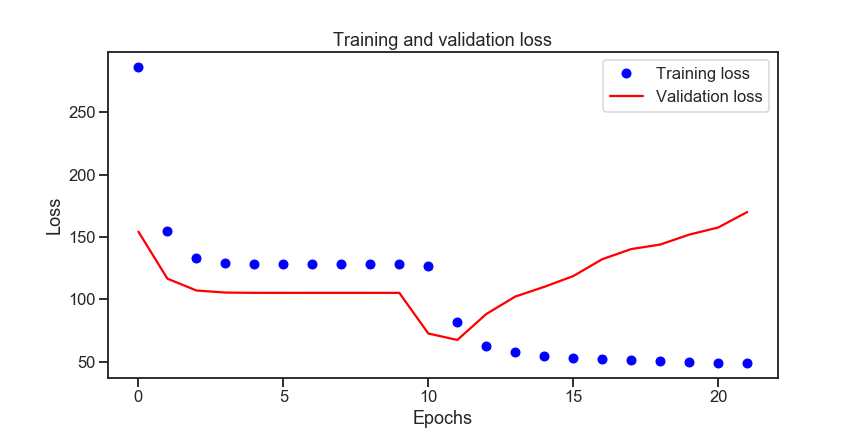 Training and validation loss
Training loss
Validation loss
250
200
150
100
50
Loss
0 5 10 15 20
Epochs